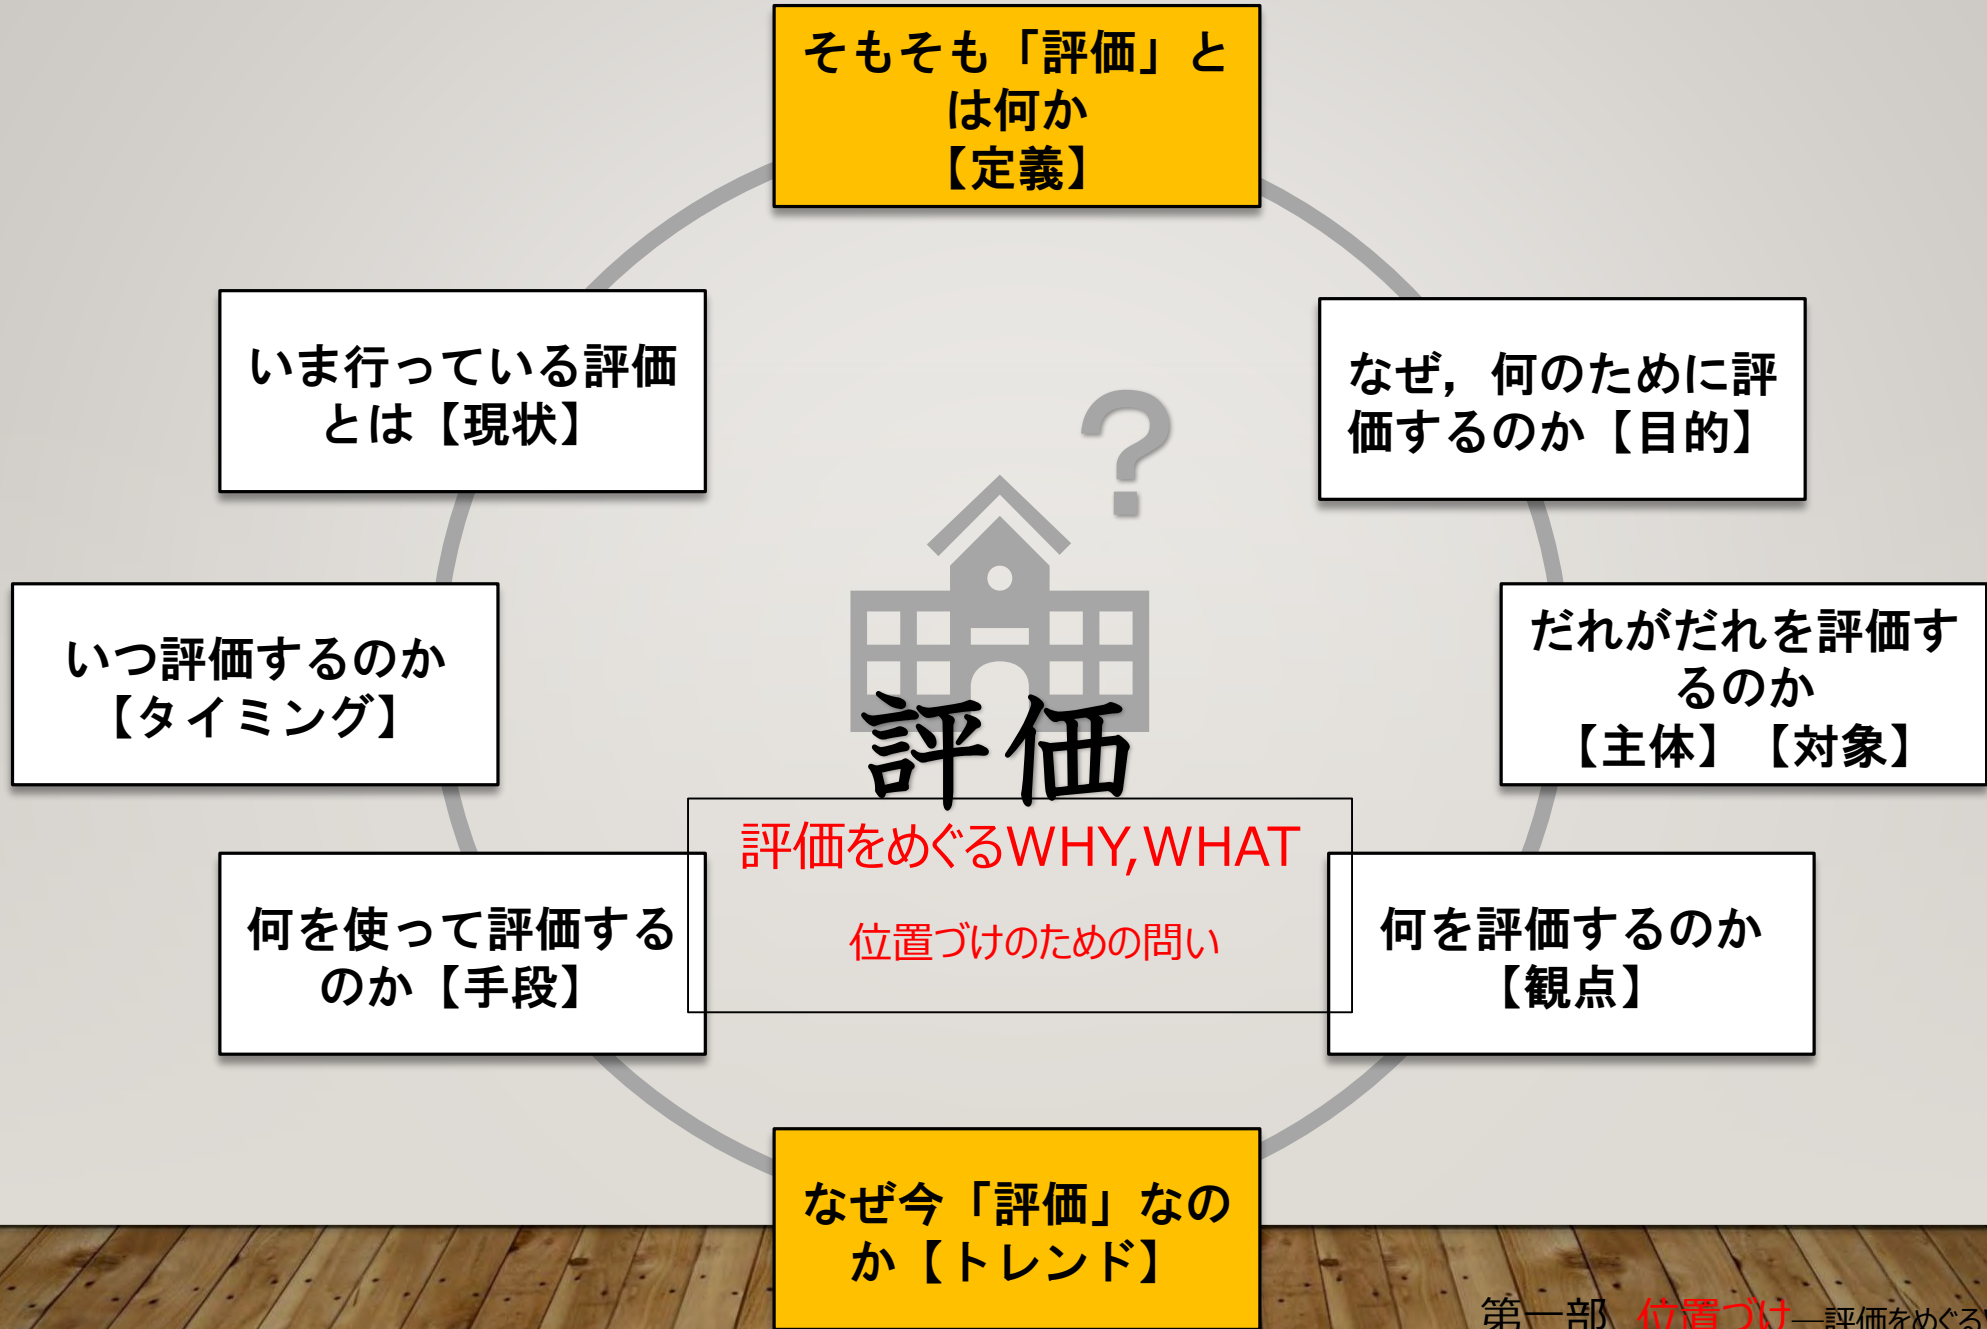 そもそも「評価」と
は何か
【定義】
いま行っている評価
とは【現状】
なぜ，何のために評
価するのか【目的】
?
いつ評価するのか
【タイミング】
だれがだれを評価す
るのか
【主体】【対象】
評価
評価をめぐるWHY,WHAT
位置づけのための問い
何を使って評価する
のか【手段】
何を評価するのか
【観点】
なぜ今「評価」なの
か【トレンド】
第一部 位置づけ―評価をめぐる